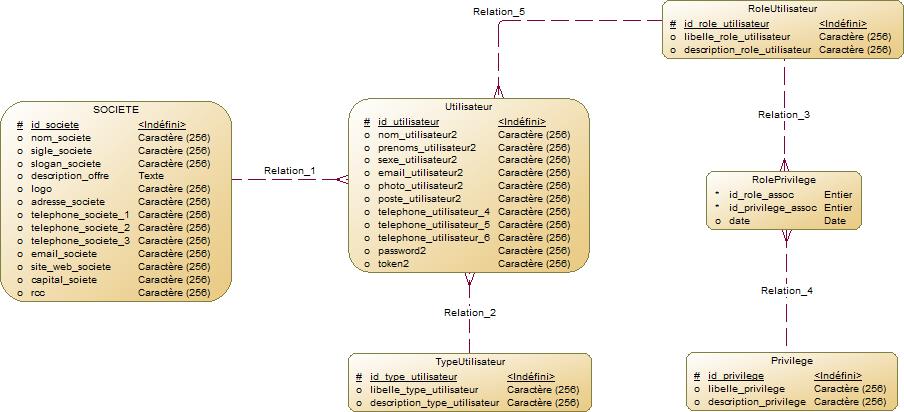 Relation_5
RoleUtilisateur
# id_role_utilisateur <Indéfini>
o libelle_role_utilisateur Caractère (256)
o description_role_utilisateur Caractère (256)
SOCIETE
# id_societe <Indéfini>
o nom_societe Caractère (256)
o sigle_societe Caractère (256)
o slogan_societe Caractère (256)
o description_offre Texte
o logo Caractère (256)
o adresse_societe Caractère (256)
o telephone_societe_1 Caractère (256)
o telephone_societe_2 Caractère (256)
o telephone_societe_3 Caractère (256)
o email_societe Caractère (256)
o site_web_societe Caractère (256)
o capital_soiete Caractère (256)
o rcc Caractère (256)
Relation_1
Utilisateur
# id_utilisateur <Indéfini>
o nom_utilisateur2 Caractère (256)
o prenoms_utilisateur2 Caractère (256)
o sexe_utilisateur2 Caractère (256)
o email_utilisateur2 Caractère (256)
o photo_utilisateur2 Caractère (256)
o poste_utilisateur2 Caractère (256)
o telephone_utilisateur_4 Caractère (256)
o telephone_utilisateur_5 Caractère (256)
o telephone_utilisateur_6 Caractère (256)
o password2 Caractère (256)
o token2 Caractère (256)
Relation_3
RolePrivilege
* id_role_assoc Entier
* id_privilege_assoc Entier
o date Date
Relation_4
Relation_2
TypeUtilisateur
# id_type_utilisateur <Indéfini>
o libelle_type_utilisateur Caractère (256)
o description_type_utilisateur Caractère (256)
Privilege
# id_privilege <Indéfini>
o libelle_privilege Caractère (256)
o description_privilege Caractère (256)